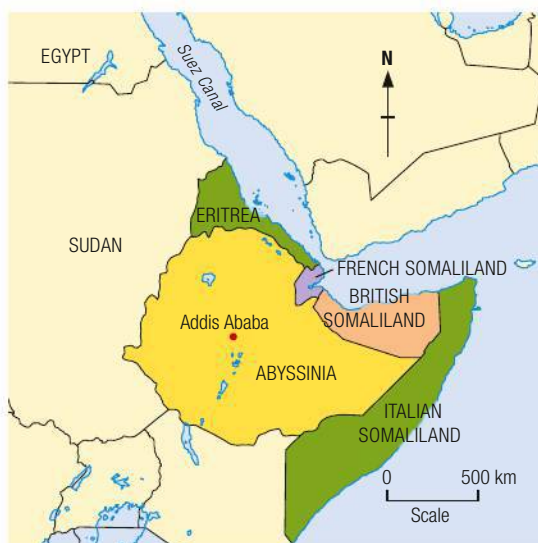 EGYPT
Suez Canal
N
ERITREA
SUDAN
FRENCH SOMALILAND
BRITISH
SOMALILAND
Addis Ababa
ABYSSINIA
ITALIAN
SOMALILAND
0 500 km
Scale